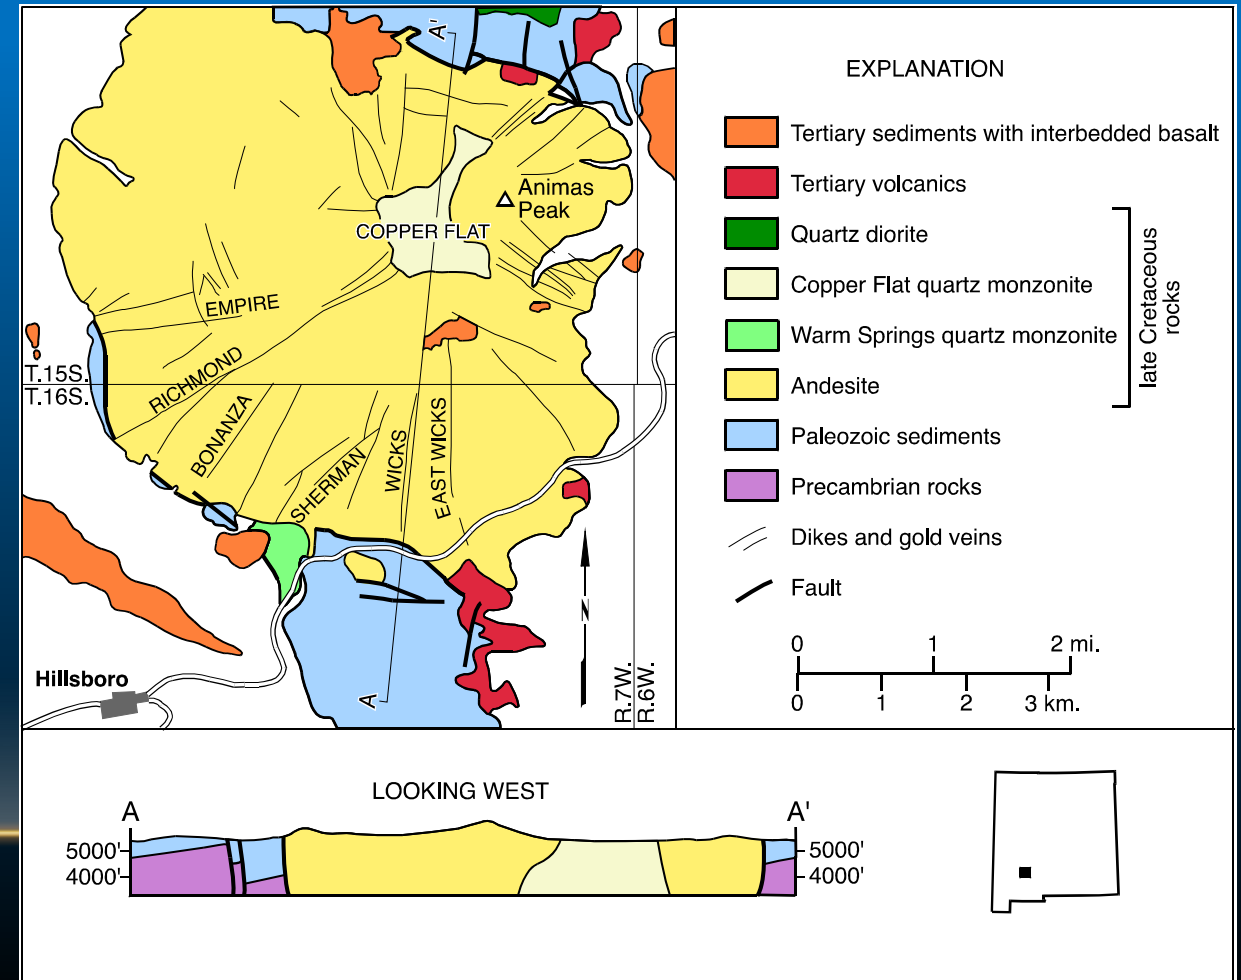 A'
Animas
Peak
COPPER FLAT
EMPIRE
T.15S.
T.16S.
RICHMOND
BONANZA
SHERMAN
WICKS
EAST WICKS
N
Hillsboro
A
R.7W.
R.6W.
EXPLANATION
Tertiary sediments with interbedded basalt
Tertiary volcanics
Quartz diorite
Copper Flat quartz monzonite
Warm Springs quartz monzonite
Andesite
late Cretaceous
rocks
Paleozoic sediments
Precambrian rocks
Dikes and gold veins
Fault
0 1 2 mi.
0 1 2 3 km.
LOOKING WEST
A A'
5000' 5000'
4000' 4000'